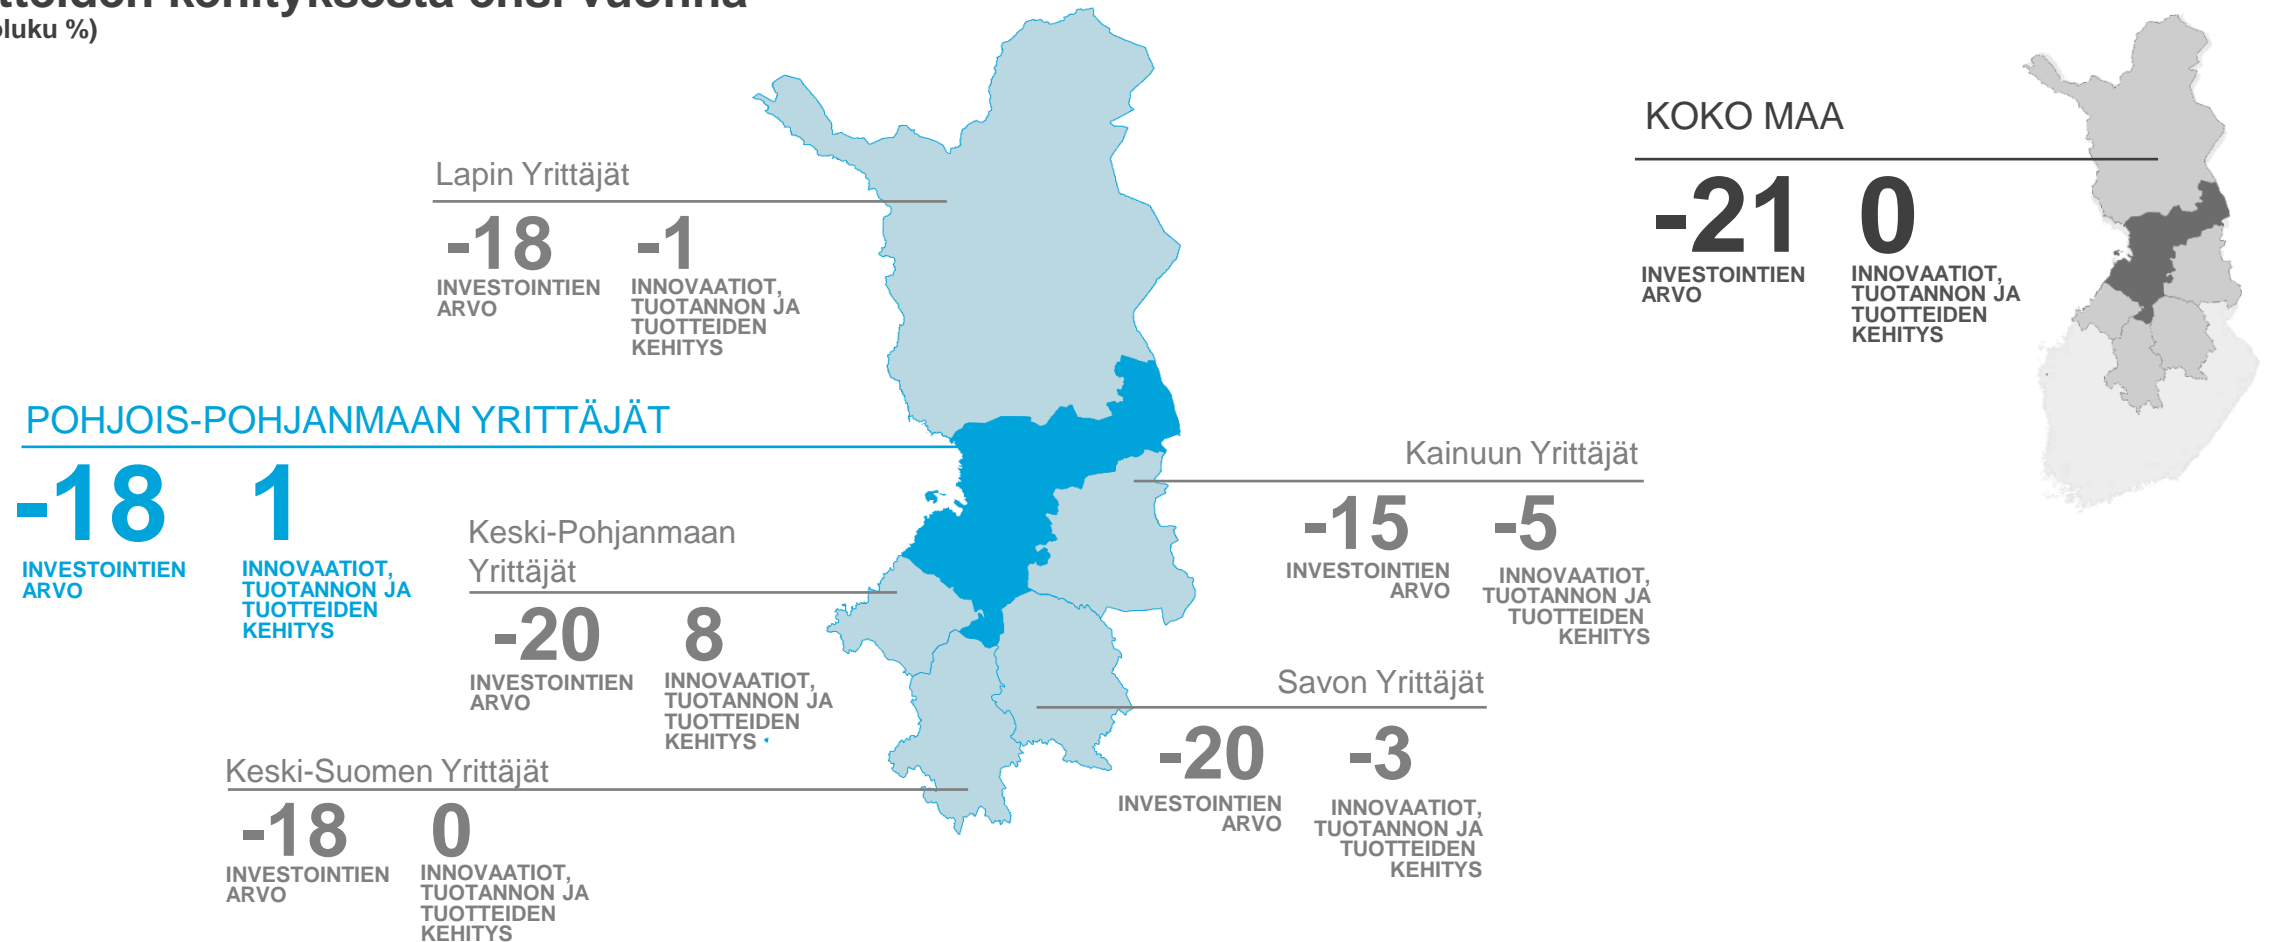 kehityksestä ensi vuonna
%)
KOKO MAA
-21 0
INVESTOINTIEN
ARVO
INNOVAATIOT,
TUOTANNON JA
TUOTTEIDEN
KEHITYS
Lapin Yrittäjät
-18 -1
INVESTOINTIEN
ARVO
INNOVAATIOT,
TUOTANNON JA
TUOTTEIDEN
KEHITYS
POHJOIS-POHJANMAAN YRITTÄJÄT
-18 1
INVESTOINTIEN
ARVO
INNOVAATIOT,
TUOTANNON JA
TUOTTEIDEN
KEHITYS
Kainuun Yrittäjät
-15 -5
INVESTOINTIEN
ARVO
INNOVAATIOT,
TUOTANNON JA
TUOTTEIDEN
KEHITYS
Keski-Pohjanmaan
Yrittäjät
-20 8
INVESTOINTIEN
ARVO
INNOVAATIOT,
TUOTANNON JA
TUOTTEIDEN
KEHITYS
Savon Yrittäjät
-20 -3
INVESTOINTIEN
ARVO
INNOVAATIOT,
TUOTANNON JA
TUOTTEIDEN
KEHITYS
Keski-Suomen Yrittäjät
-18 0
INVESTOINTIEN
ARVO
INNOVAATIOT,
TUOTANNON JA
TUOTTEIDEN
KEHITYS